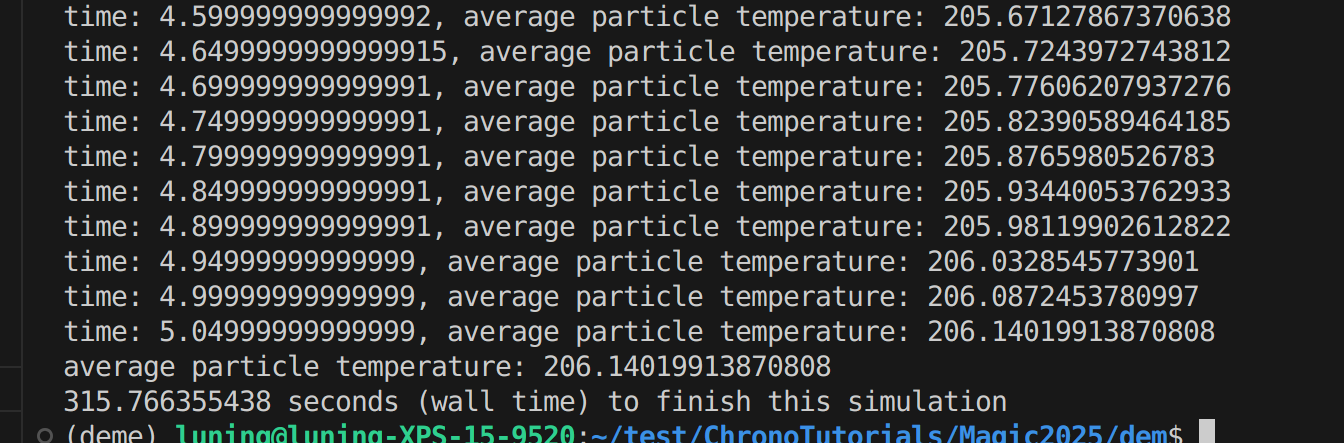 time: 4.599999999999992, average particle temperature: 205.67127867370638
time: 4.6499999999999915, average particle temperature: 205.7243972743812
time: 4.699999999999991, average particle temperature: 205.77606207937276
time: 4.749999999999991, average particle temperature: 205.82390589464185
time: 4.799999999999991, average particle temperature: 205.8765980526783
time: 4.849999999999991, average particle temperature: 205.93440053762933
time: 4.899999999999991, average particle temperature: 205.98119902612822
time: 4.94999999999999, average particle temperature: 206.0328545773901
time: 4.99999999999999, average particle temperature: 206.0872453780997
time: 5.04999999999999, average particle temperature: 206.14019913870808
average particle temperature: 206.14019913870808
315.766355438 seconds (wall time) to finish this simulation
(deme) luning@luning-XPS-15-9520:~/test/ChronoTutorials/Magic2025/dem$